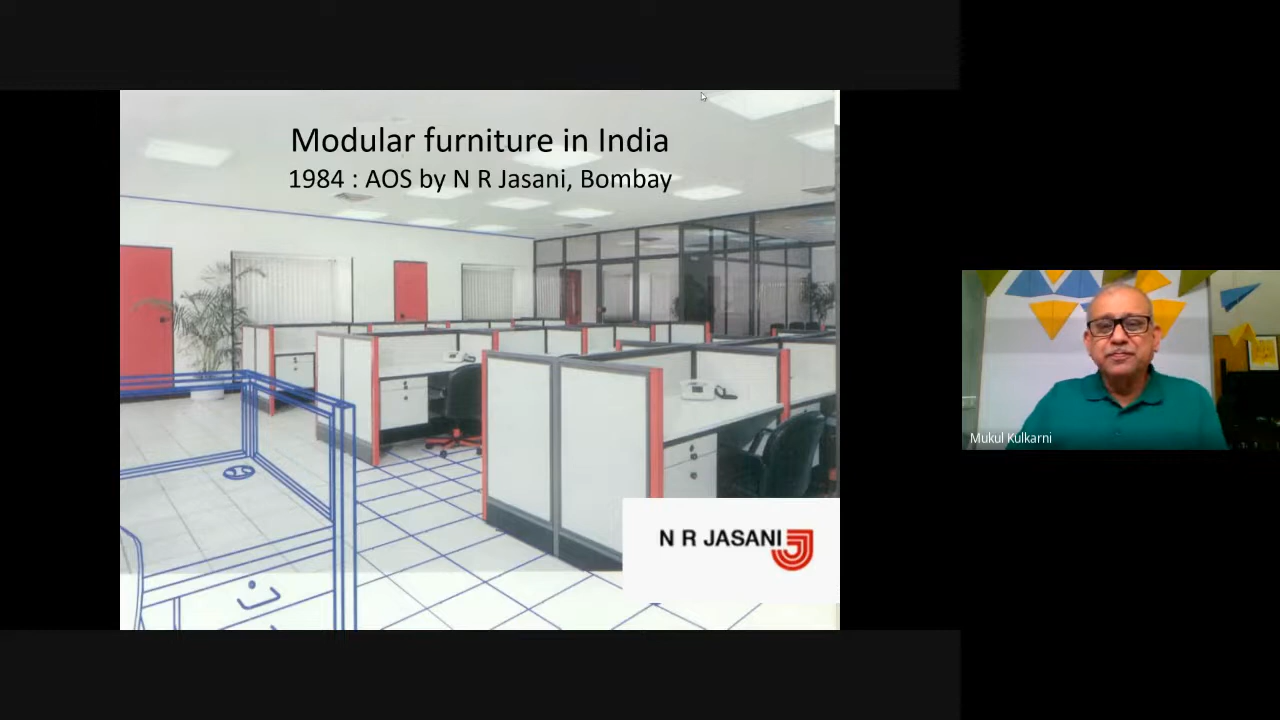 Modular furniture in India
1984 : AOS by N R Jasani, Bombay
N R JASANI
Mukul Kulkarni